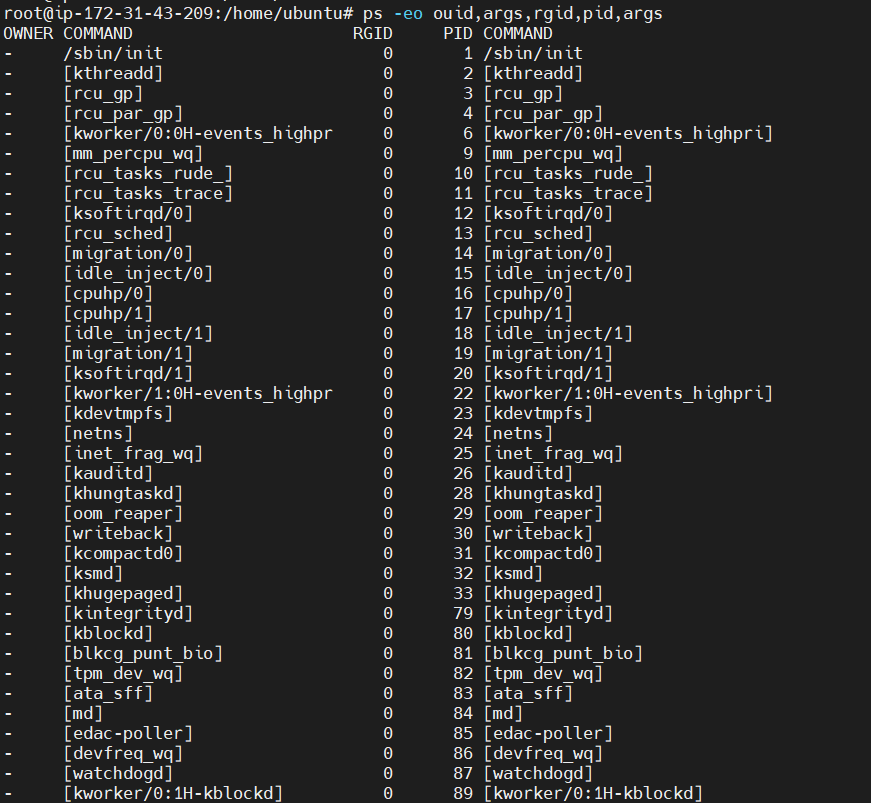 root@ip-172-31-43-209:/home/ubuntu# ps -eo ouid,args,rgid,pid,args
OWNER COMMAND                             RGID     PID COMMAND
-     /sbin/init                      0       1 /sbin/init
-     [kthreadd]                      0       2 [kthreadd]
-     [rcu_gp]                        0       3 [rcu_gp]
-     [rcu_par_gp]                    0       4 [rcu_par_gp]
-     [kworker/0:0H-events_highpr     0       6 [kworker/0:0H-events_highpri]
-     [mm_percpu_wq]                  0       9 [mm_percpu_wq]
-     [rcu_tasks_rude_]               0      10 [rcu_tasks_rude_]
-     [rcu_tasks_trace]               0      11 [rcu_tasks_trace]
-     [ksoftirqd/0]                   0      12 [ksoftirqd/0]
-     [rcu_sched]                     0      13 [rcu_sched]
-     [migration/0]                   0      14 [migration/0]
-     [idle_inject/0]                 0      15 [idle_inject/0]
-     [cpuhp/0]                       0      16 [cpuhp/0]
-     [cpuhp/1]                       0      17 [cpuhp/1]
-     [idle_inject/1]                 0      18 [idle_inject/1]
-     [migration/1]                   0      19 [migration/1]
-     [ksoftirqd/1]                   0      20 [ksoftirqd/1]
-     [kworker/1:0H-events_highpr     0      22 [kworker/1:0H-events_highpri]
-     [kdevtmpfs]                     0      23 [kdevtmpfs]
-     [netns]                         0      24 [netns]
-     [inet_frag_wq]                  0      25 [inet_frag_wq]
-     [kauditd]                       0      26 [kauditd]
-     [khungtaskd]                    0      28 [khungtaskd]
-     [oom_reaper]                    0      29 [oom_reaper]
-     [writeback]                     0      30 [writeback]
-     [kcompactd0]                    0      31 [kcompactd0]
-     [ksmd]                          0      32 [ksmd]
-     [khugepaged]                    0      33 [khugepaged]
-     [kintegrityd]                   0      79 [kintegrityd]
-     [kblockd]                       0      80 [kblockd]
-     [blkcg_punt_bio]                0      81 [blkcg_punt_bio]
-     [tpm_dev_wq]                    0      82 [tpm_dev_wq]
-     [ata_sff]                       0      83 [ata_sff]
-     [md]                            0      84 [md]
-     [edac-poller]                   0      85 [edac-poller]
-     [devfreq_wq]                    0      86 [devfreq_wq]
-     [watchdogd]                     0      87 [watchdogd]
-     [kworker/0:1H-kblockd]          0      89 [kworker/0:1H-kblockd]